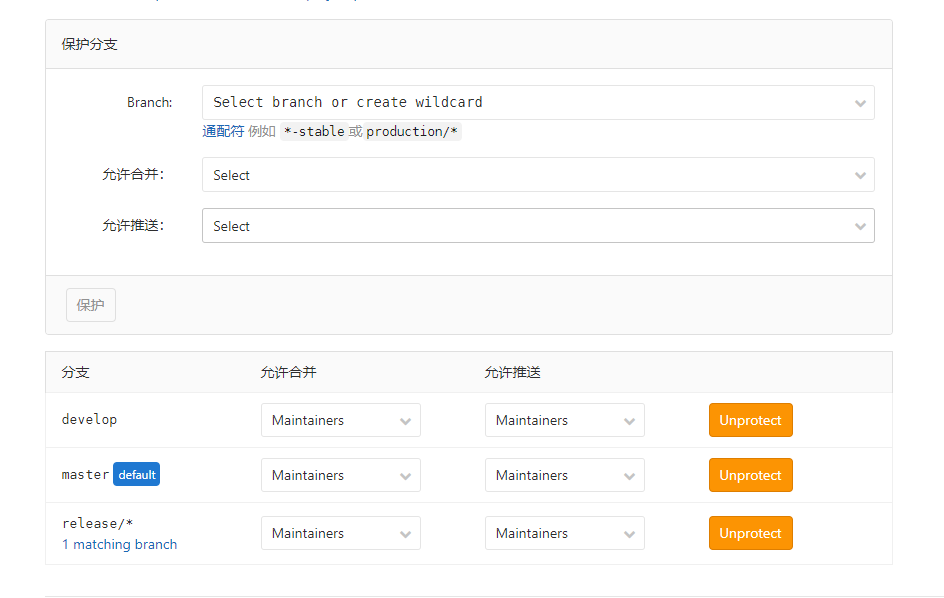 保护分支
Branch: Select branch or create wildcard
通配符 例如 *-stable 或 production/*
允许合并: Select
允许推送: Select
保护
分支 允许合并 允许推送
develop Maintainers Maintainers Unprotect
master default Maintainers Maintainers Unprotect
release/* Maintainers Maintainers Unprotect
1 matching branch